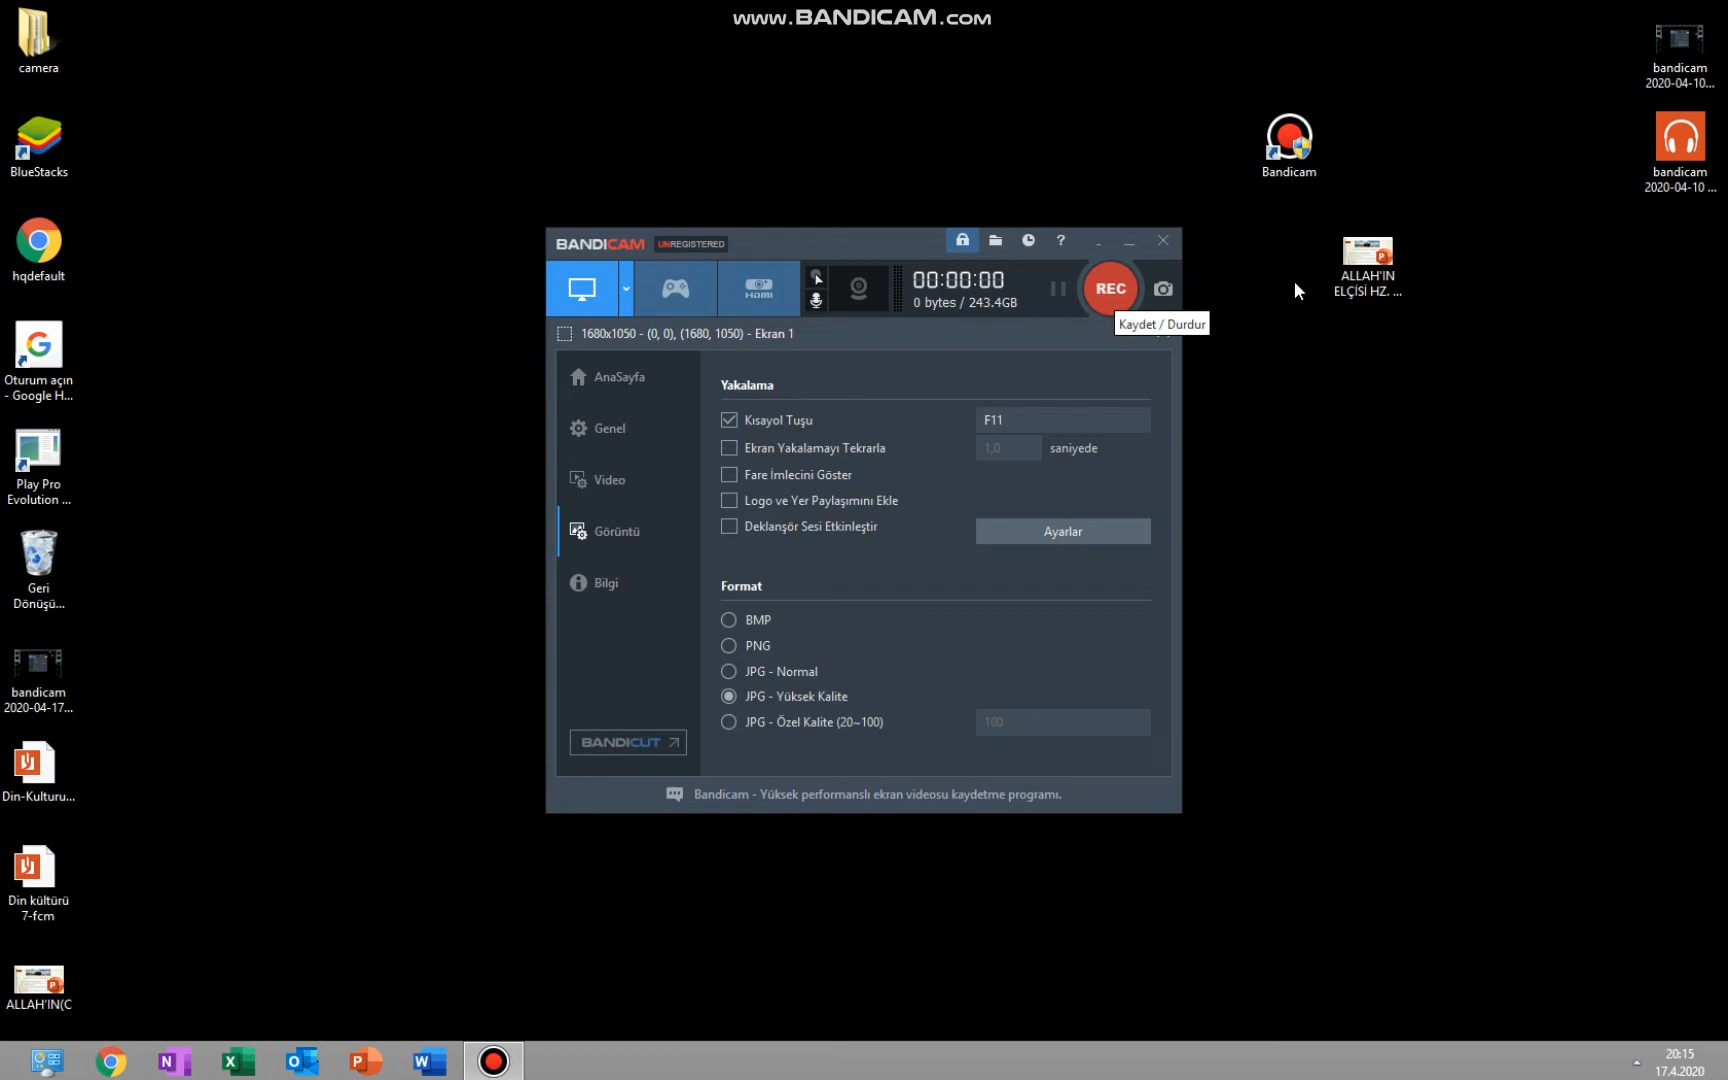 www.BANDICAM.com
camera
BlueStacks
hqdefault
Oturum açın
- Google H...
Play Pro
Evolution ...
Geri
Dönüşü...
bandicam
2020-04-17...
Din-Kulturu...
Din kültürü
7-fcm
ALLAH'IN(C
Bandicam
ALLAH'IN
ELÇİSİ HZ. ...
bandicam
2020-04-10...
bandicam
2020-04-10 ...
BANDICAM UNREGISTERED
?
HDMI
00:00:00
0 bytes / 243.4GB
REC
Kaydet / Durdur
1680x1050 - (0, 0), (1680, 1050) - Ekran 1
AnaSayfa
Genel
Video
Görüntü
Bilgi
BANDICUT
Yakalama
Kısayol Tuşu
F11
Ekran Yakalamayı Tekrarla
1,0
saniyede
Fare İmlecini Göster
Logo ve Yer Paylaşımını Ekle
Deklanşör Sesi Etkinleştir
Ayarlar
Format
BMP
PNG
JPG - Normal
JPG - Yüksek Kalite
JPG - Özel Kalite (20~100)
100
Bandicam - Yüksek performanslı ekran videosu kaydetme programı.
20:15
17.4.2020